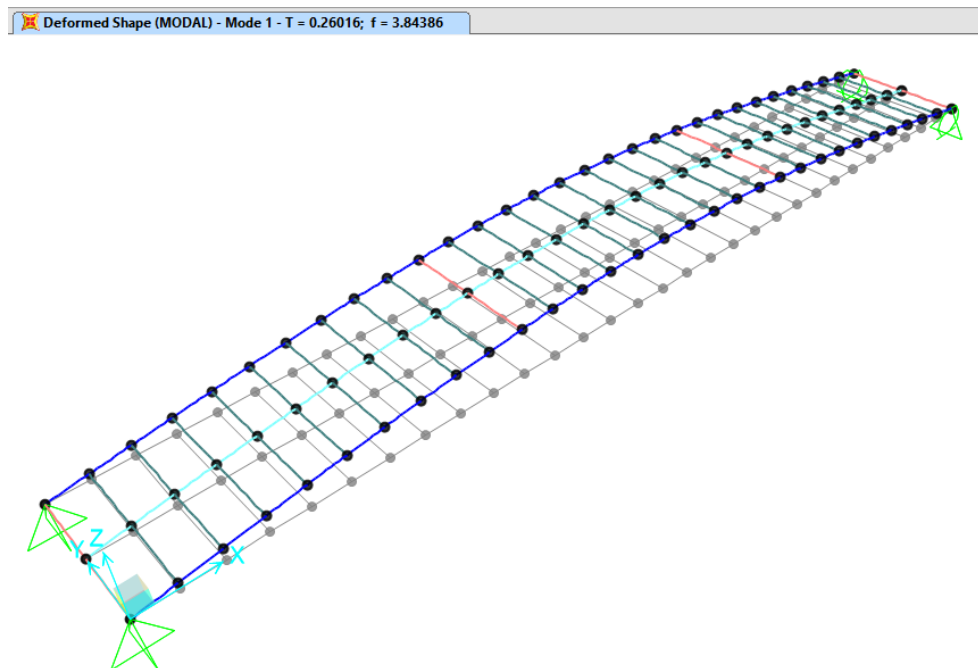 Deformed Shape (MODAL) - Mode 1 - T = 0.26016; f = 3.84386
Y
Z
X